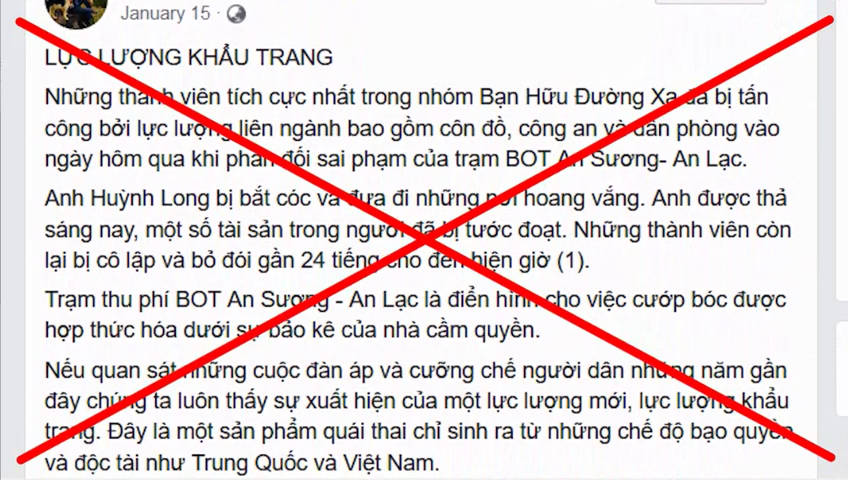 January 15
LỰC LƯỢNG KHẨU TRANG
Những thành viên tích cực nhất trong nhóm Bạn Hữu Đường Xa đã bị tấn
công bởi lực lượng liên ngành bao gồm côn đồ, công an và dân phòng vào
ngày hôm qua khi phản đối sai phạm của trạm BOT An Sương- An Lạc.
Anh Huỳnh Long bị bắt cóc và đưa đi những nơi hoang vắng. Anh được thả
sáng nay, một số tài sản trong người đã bị tước đoạt. Những thành viên còn
lại bị cô lập và bỏ đói gần 24 tiếng cho đến hiện giờ (1).
Trạm thu phí BOT An Sương - An Lạc là điển hình cho việc cướp bóc được
hợp thức hóa dưới sự bảo kê của nhà cầm quyền.
Nếu quan sát những cuộc đàn áp và cưỡng chế người dân những năm gần
đây chúng ta luôn thấy sự xuất hiện của một lực lượng mới, lực lượng khẩu
trang. Đây là một sản phẩm quái thai chỉ sinh ra từ những chế độ bạo quyền
và độc tài như Trung Quốc và Việt Nam.